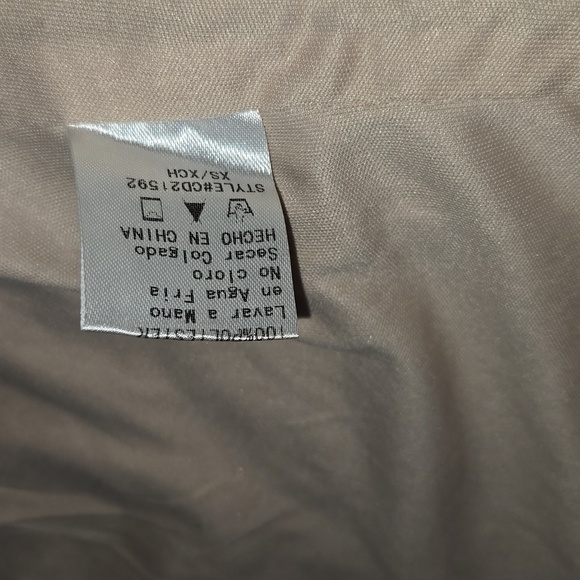 100%POLYESTER
Lavar a Mano
en Agua Fria
No cloro
Secar Colgado
HECHO EN CHINA
STYLE#CD21592
XS/XCH